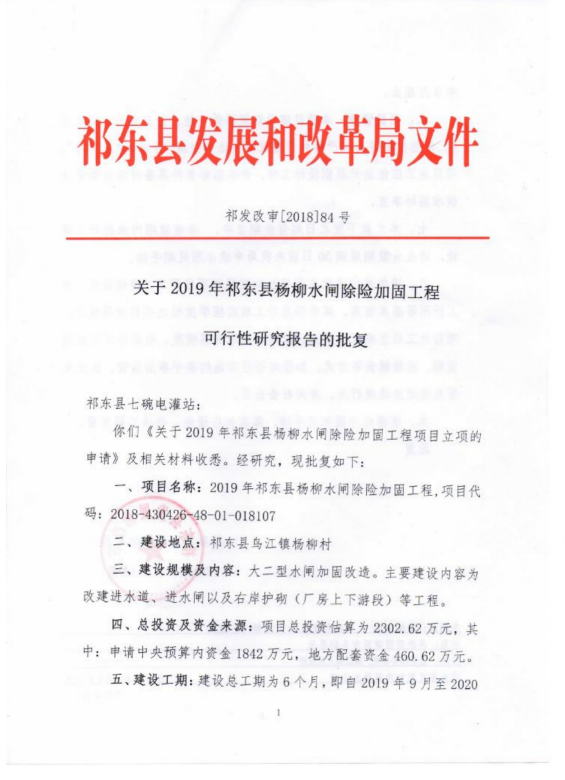 祁东县发展和改革局文件
祁发改审[2018]84 号
关于 2019 年祁东县杨柳水闸除险加固工程
可行性研究报告的批复
祁东县七碗电灌站:
你们《关于 2019 年祁东县杨柳水闸除险加固工程项目立项的
申请》及相关材料收悉。经研究,现批复如下:
一、项目名称:2019 年祁东县杨柳水闸除险加固工程,项目代
码:2018-430426-48-01-018107
二、建设地点:祁东县乌江镇杨柳村
三、建设规模及内容:大二型水闸加固改造。主要建设内容为
改建进水道、进水闸以及右岸护砌(厂房上下游段)等工程。
四、总投资及资金来源:项目总投资估算为 2302.62 万元,其
中:申请中央预算内资金 1842 万元,地方配套资金 460.62 万元。
五、建设工期:建设总工期为 6 个月,即自 2019 年 9 月至 2020
1